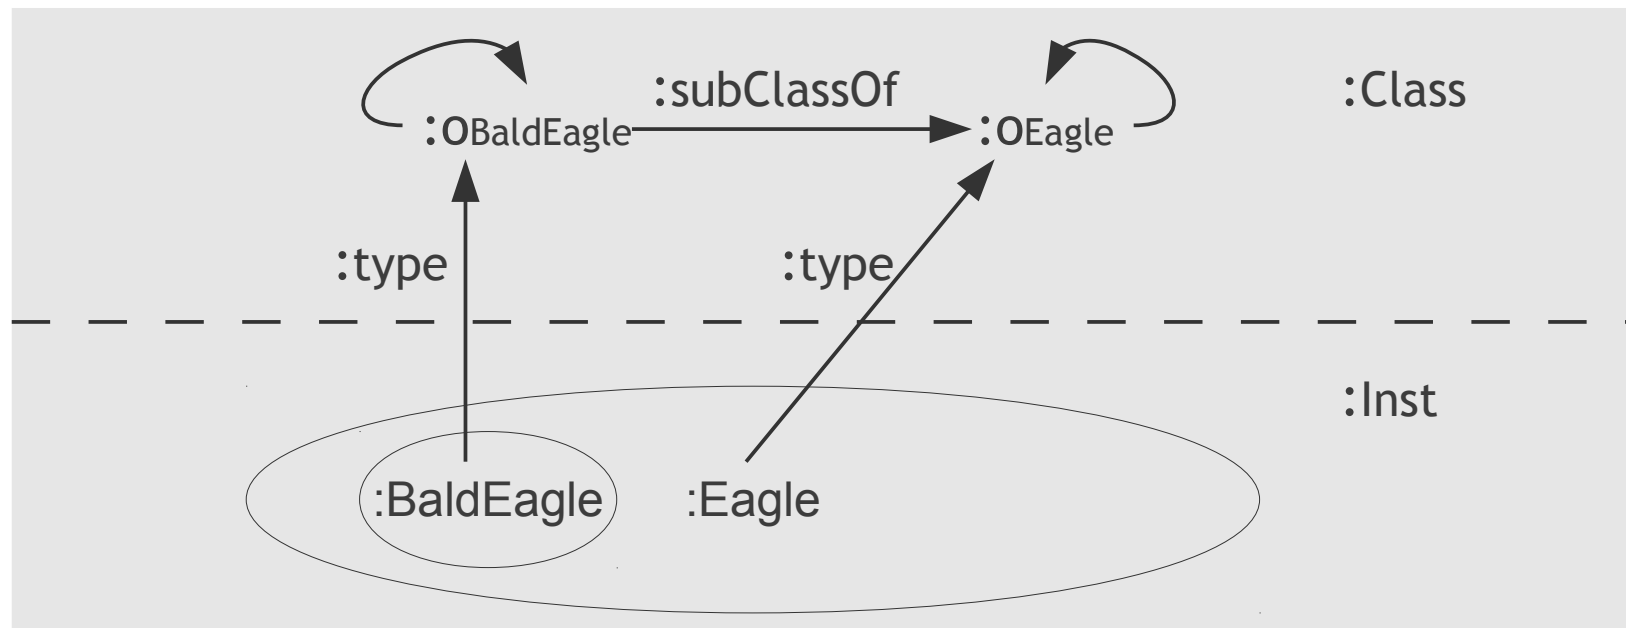 :subClassOf
:Class
:oBaldEagle
:oEagle
:type
:type
:Inst
:BaldEagle
:Eagle